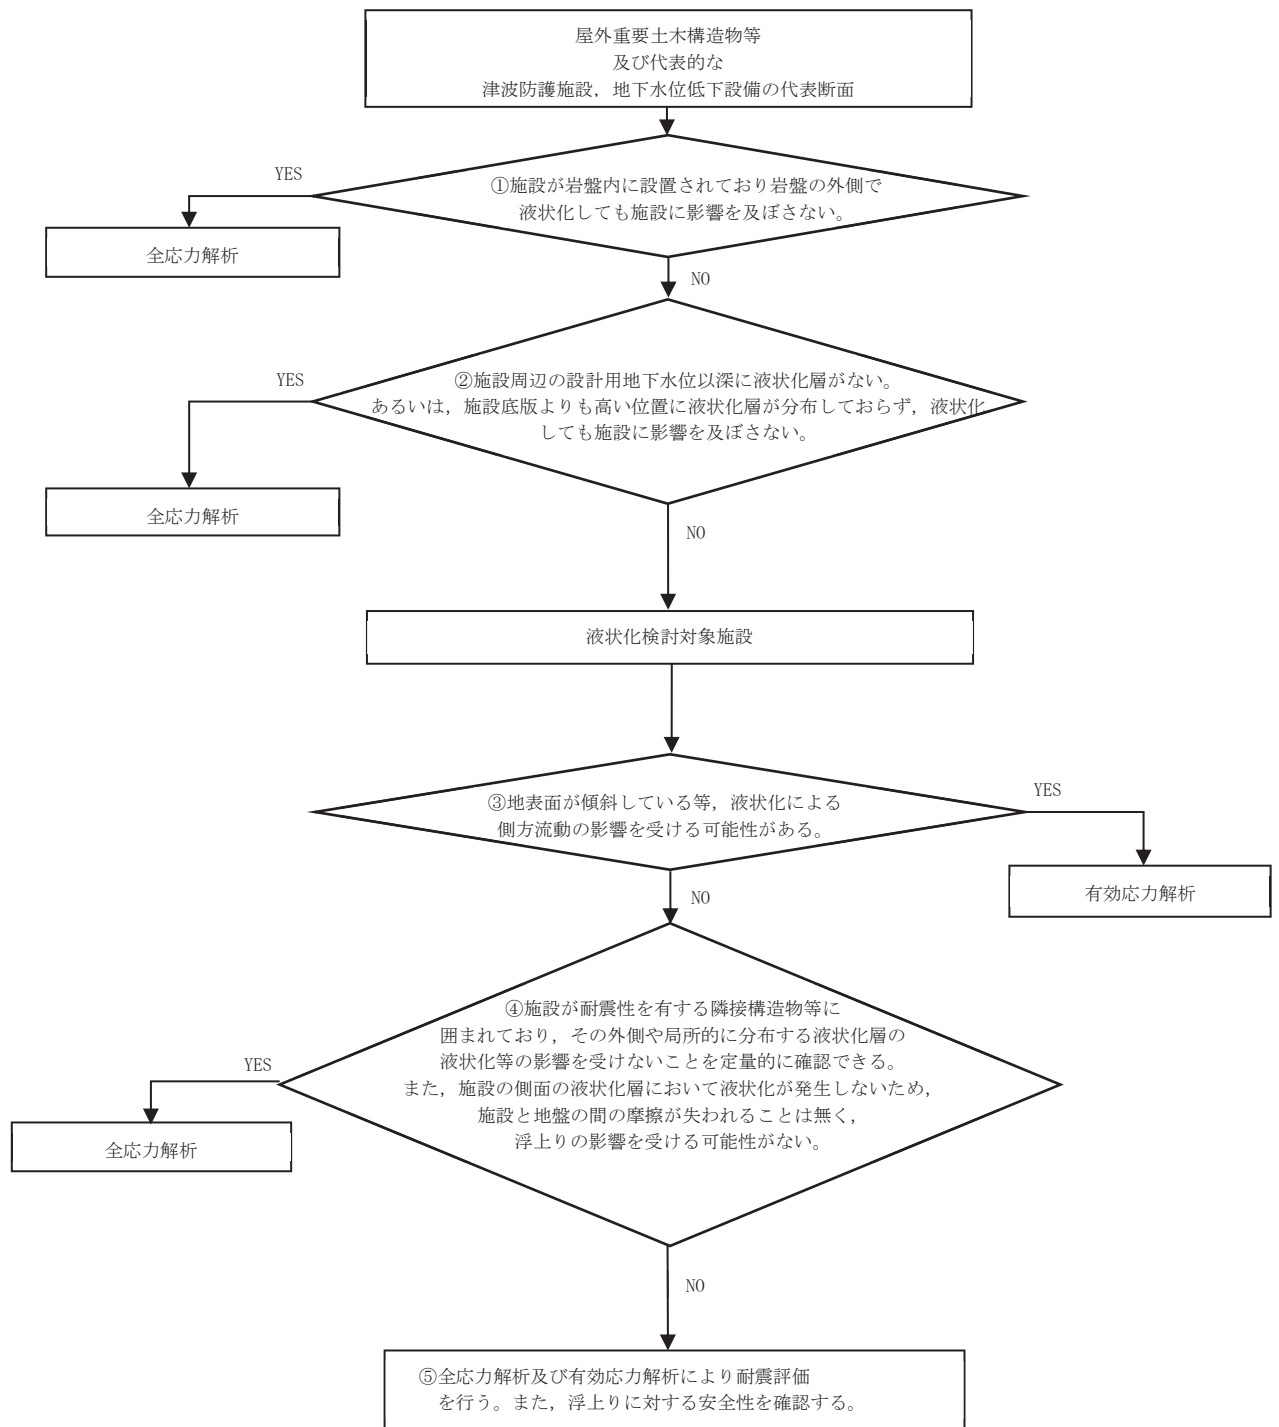 屋外重要土木構造物等
及び代表的な
津波防護施設，地下水位低下設備の代表断面
YES
①施設が岩盤内に設置されており岩盤の外側で
液状化しても施設に影響を及ぼさない。
全応力解析
NO
YES
②施設周辺の設計用地下水位以深に液状化層がない。
あるいは，施設底版よりも高い位置に液状化層が分布しておらず，液状化
しても施設に影響を及ぼさない。
全応力解析
NO
液状化検討対象施設
YES
③地表面が傾斜している等，液状化による
側方流動の影響を受ける可能性がある。
有効応力解析
NO
④施設が耐震性を有する隣接構造物等に
囲まれており，その外側や局所的に分布する液状化層の
液状化等の影響を受けないことを定量的に確認できる。
YES
また，施設の側面の液状化層において液状化が発生しないため，
施設と地盤の間の摩擦が失われることは無く，
浮上りの影響を受ける可能性がない。
全応力解析
NO
⑤全応力解析及び有効応力解析により耐震評価
を行う。また，浮上りに対する安全性を確認する。